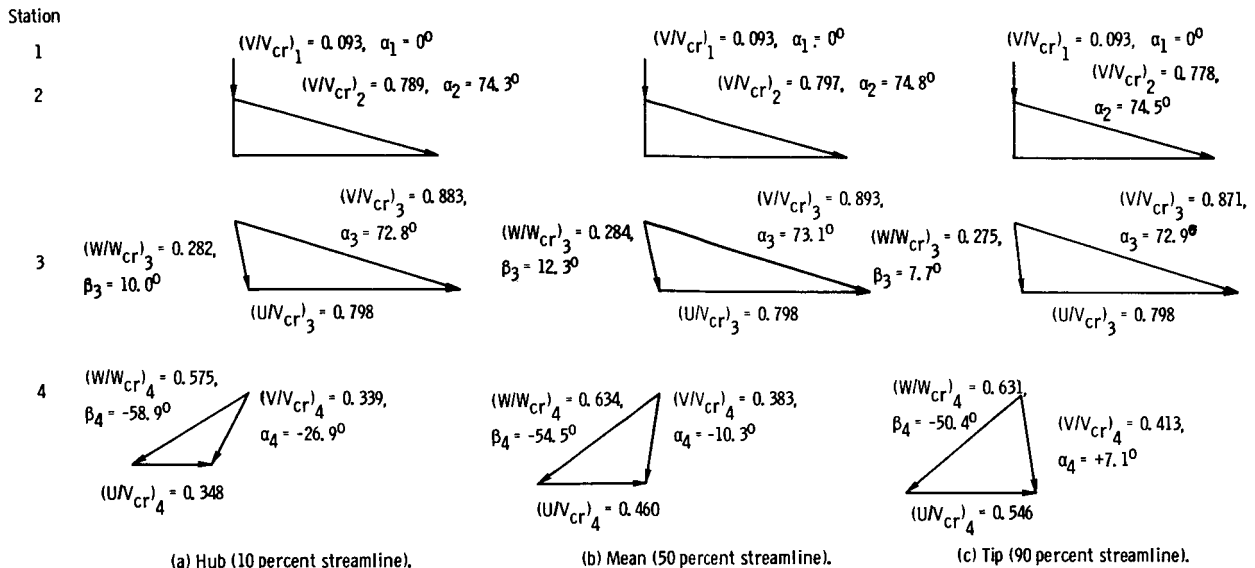 Station
1
(V/Vcr)1 = 0.093, α1 = 0°
(V/Vcr)1 = 0.093, α1 = 0°
(V/Vcr)1 = 0.093, α1 = 0°
2
(V/Vcr)2 = 0.789, α2 = 74.3°
(V/Vcr)2 = 0.797, α2 = 74.8°
(V/Vcr)2 = 0.778,
α2 = 74.5°
3
(V/Vcr)3 = 0.883,
α3 = 72.8°
(W/Wcr)3 = 0.282,
β3 = 10.0°
(U/Vcr)3 = 0.798
(V/Vcr)3 = 0.893,
α3 = 73.1°
(W/Wcr)3 = 0.284,
β3 = 12.3°
(U/Vcr)3 = 0.798
(V/Vcr)3 = 0.871,
α3 = 72.9°
(W/Wcr)3 = 0.275,
β3 = 7.7°
(U/Vcr)3 = 0.798
4
(W/Wcr)4 = 0.575,
β4 = -58.9°
(V/Vcr)4 = 0.339,
α4 = -26.9°
(U/Vcr)4 = 0.348
(W/Wcr)4 = 0.634,
β4 = -54.5°
(V/Vcr)4 = 0.383,
α4 = -10.3°
(U/Vcr)4 = 0.460
(W/Wcr)4 = 0.631,
β4 = -50.4°
(V/Vcr)4 = 0.413,
α4 = +7.1°
(U/Vcr)4 = 0.546
(a) Hub (10 percent streamline).
(b) Mean (50 percent streamline).
(c) Tip (90 percent streamline).